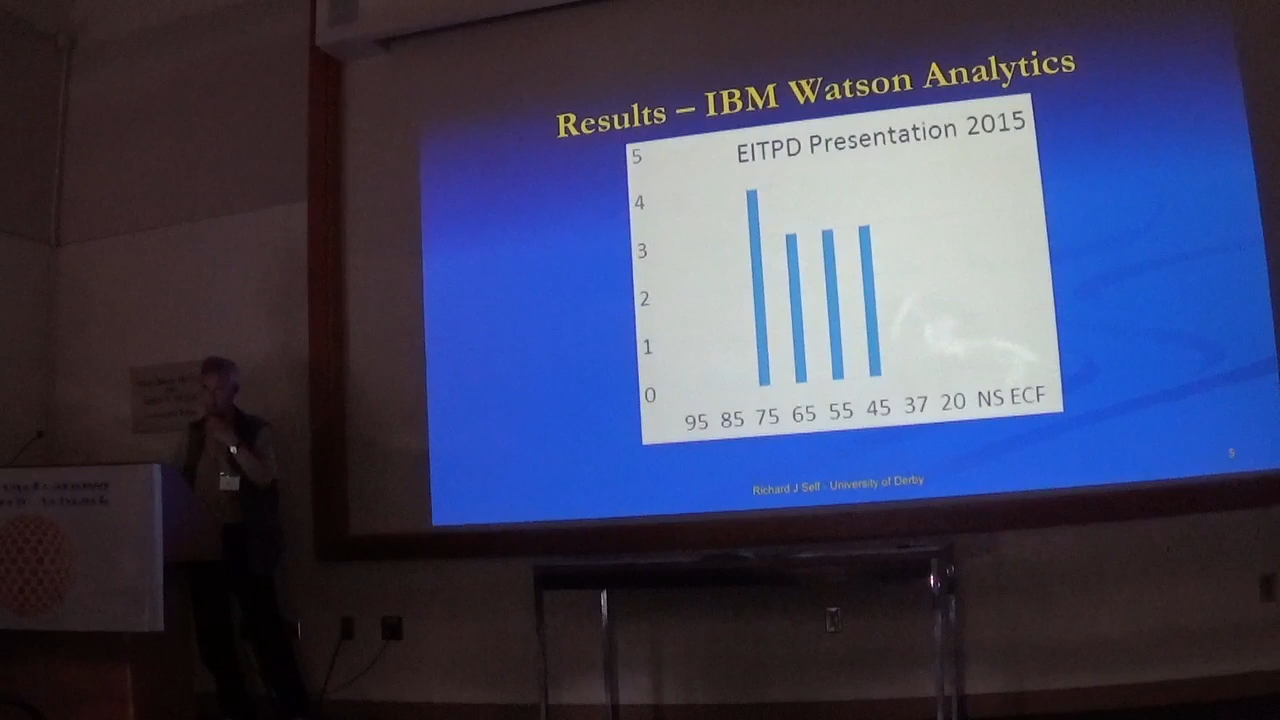 Results – IBM Watson Analytics
EITPD Presentation 2015
5
4
3
2
1
0
95 85 75 65 55 45 37 20 NS ECF
Richard J Self - University of Derby
5